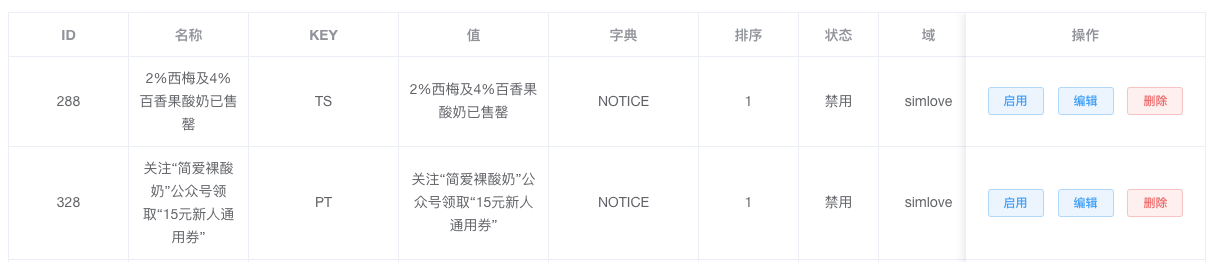 ID 名称 KEY 值 字典 排序 状态 域 操作
288
2%西梅及4%
百香果酸奶已售
罄
TS
2%西梅及4%百香果
酸奶已售罄
NOTICE
1
禁用
simlove
启用 编辑 删除
328
关注“简爱裸酸
奶”公众号领
取“15元新人通
用券”
PT
关注“简爱裸酸奶”公
众号领取“15元新人
通用券”
NOTICE
1
禁用
simlove
启用 编辑 删除